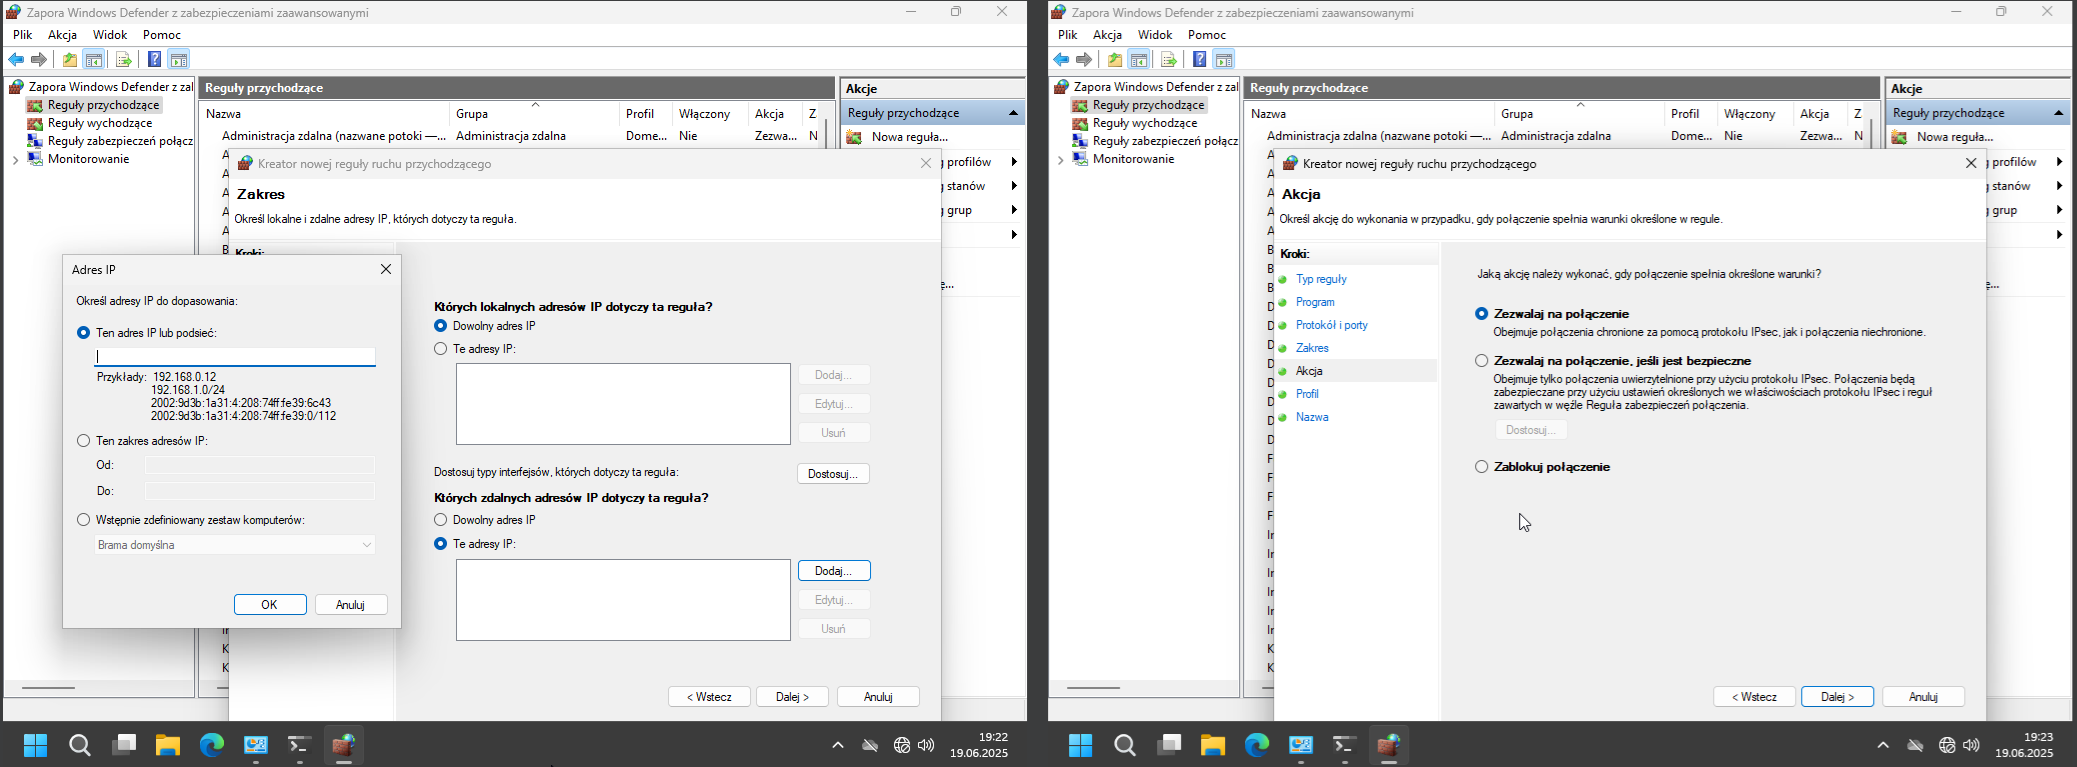 Zapora Windows Defender z zabezpieczeniami zaawansowanymi
Plik Akcja Widok Pomoc
Zapora Windows Defender z zal
Reguły przychodzące
Reguły wychodzące
Reguły zabezpieczeń połącz
Monitorowanie
Reguły przychodzące
Nazwa Grupa Profil Włączony Akcja Z
Administracja zdalna (nazwane potoki —... Administracja zdalna Dome... Nie Zezwa... N
Akcje
Reguły przychodzące
Nowa reguła...
g profilów
g stanów
g grup
ę...
Kreator nowej reguły ruchu przychodzącego
Zakres
Określ lokalne i zdalne adresy IP, których dotyczy ta reguła.
Kroki:
Adres IP
Określ adresy IP do dopasowania:
Ten adres IP lub podsieć:
Przykłady: 192.168.0.12
192.168.1.0/24
2002:9d3b:1a31:4:208:74ff:fe39:6c43
2002:9d3b:1a31:4:208:74ff:fe39:0/112
Ten zakres adresów IP:
Od:
Do:
Wstępnie zdefiniowany zestaw komputerów:
Brama domyślna
OK Anuluj
Których lokalnych adresów IP dotyczy ta reguła?
Dowolny adres IP
Te adresy IP:
Dodaj...
Edytuj...
Usuń
Dostosuj typy interfejsów, których dotyczy ta reguła: Dostosuj...
Których zdalnych adresów IP dotyczy ta reguła?
Dowolny adres IP
Te adresy IP:
Dodaj...
Edytuj...
Usuń
< Wstecz Dalej > Anuluj
19:22
19.06.2025
Zapora Windows Defender z zabezpieczeniami zaawansowanymi
Plik Akcja Widok Pomoc
Zapora Windows Defender z zal
Reguły przychodzące
Reguły wychodzące
Reguły zabezpieczeń połącz
Monitorowanie
Reguły przychodzące
Nazwa Grupa Profil Włączony Akcja Z
Administracja zdalna (nazwane potoki —... Administracja zdalna Dome... Nie Zezwa... N
Akcje
Reguły przychodzące
Nowa reguła...
g profilów
g stanów
g grup
ę...
Kreator nowej reguły ruchu przychodzącego
Akcja
Określ akcję do wykonania w przypadku, gdy połączenie spełnia warunki określone w regule.
Kroki:
Typ reguły
Program
Protokół i porty
Zakres
Akcja
Profil
Nazwa
Jaką akcję należy wykonać, gdy połączenie spełnia określone warunki?
Zezwalaj na połączenie
Obejmuje połączenia chronione za pomocą protokołu IPsec, jak i połączenia niechronione.
Zezwalaj na połączenie, jeśli jest bezpieczne
Obejmuje tylko połączenia uwierzytelnione przy użyciu protokołu IPsec. Połączenia będą
zabezpieczane przy użyciu ustawień określonych we właściwościach protokołu IPsec i reguł
zawartych w węźle Reguła zabezpieczeń połączenia.
Dostosuj...
Zablokuj połączenie
< Wstecz Dalej > Anuluj
19:23
19.06.2025